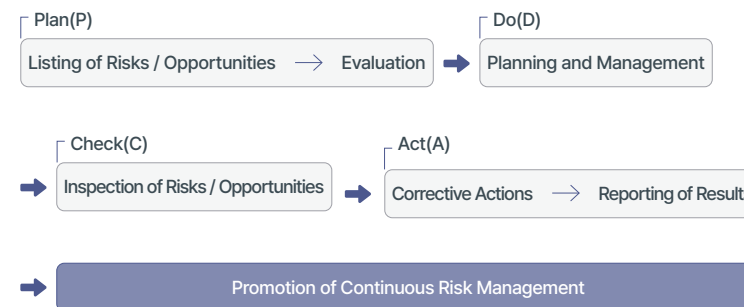 Plan(P)
Do(D)
Listing of Risks / Opportunities → Evaluation
Planning and Management
Check(C)
Act(A)
Inspection of Risks / Opportunities
Corrective Actions → Reporting of Result
Promotion of Continuous Risk Management